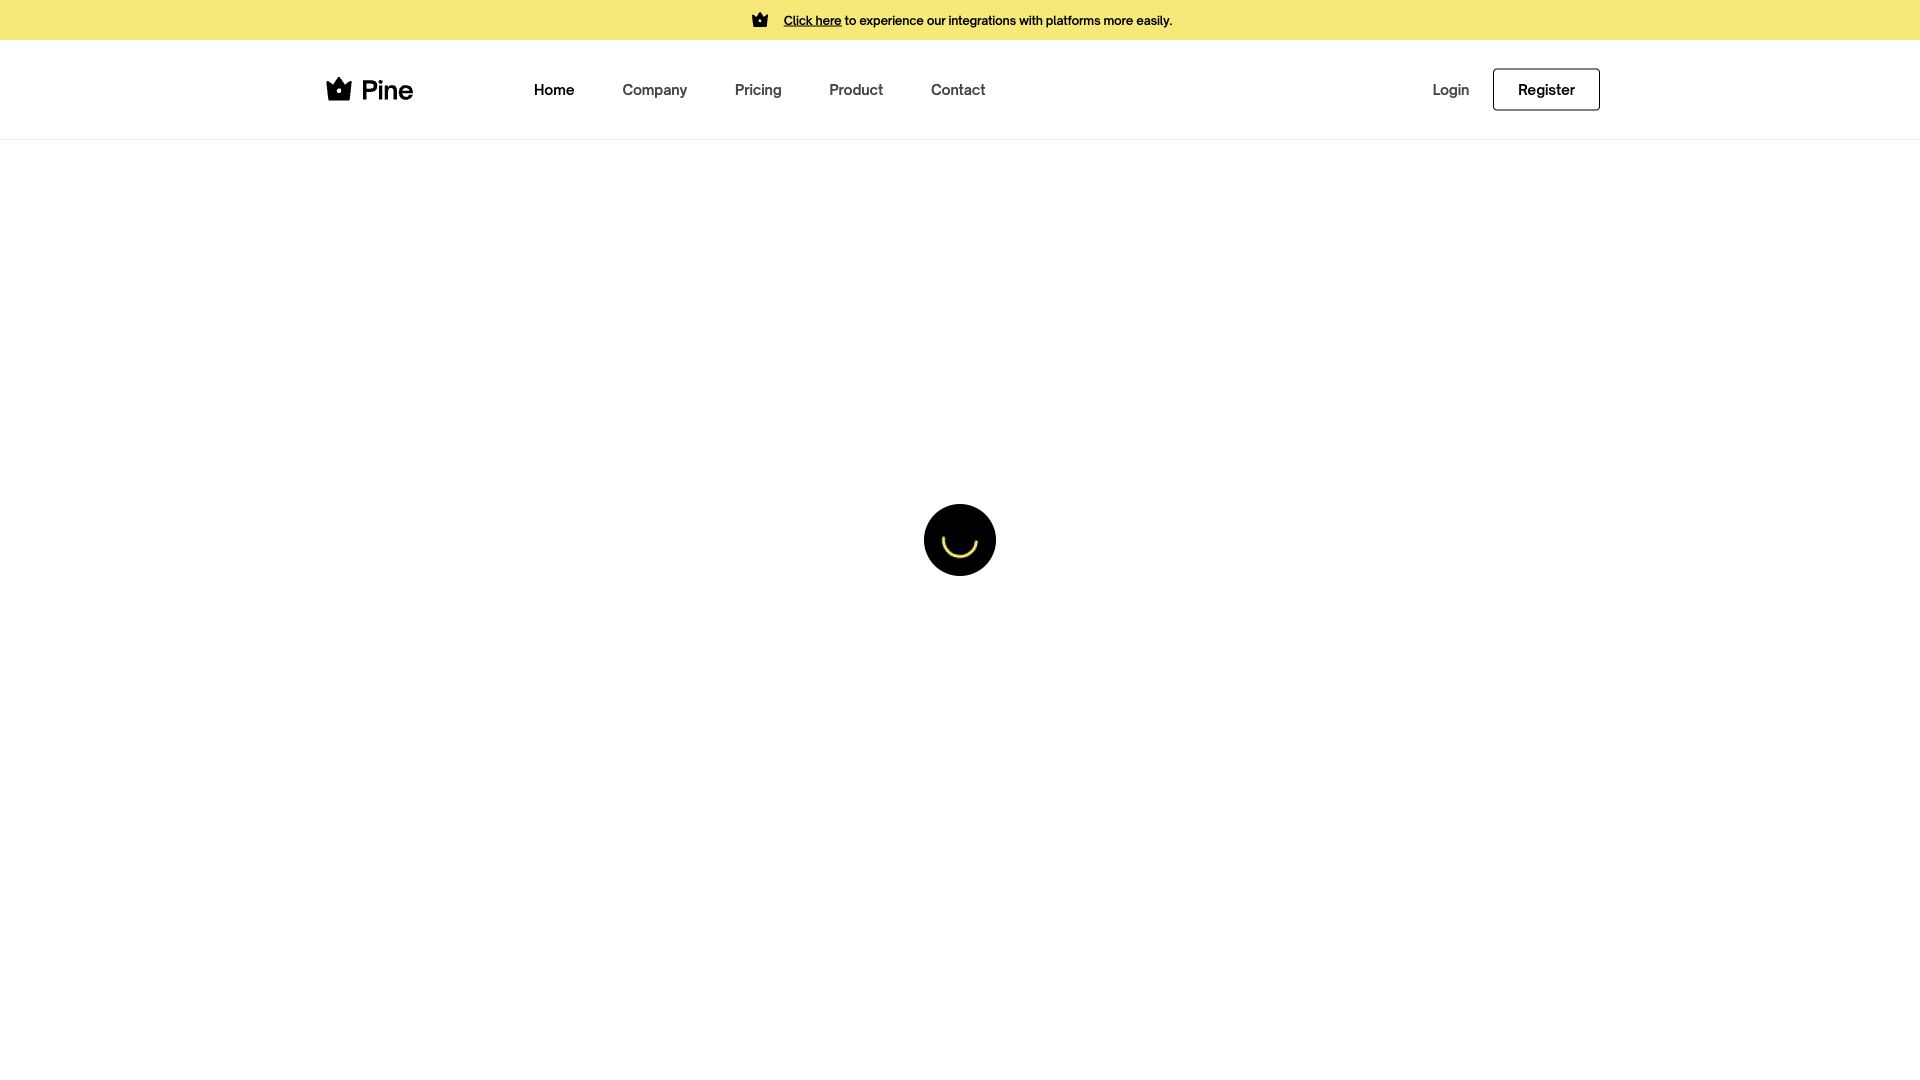 Click here to experience our integrations with platforms more easily.
Pine
Home
Company
Pricing
Product
Contact
Login
Register